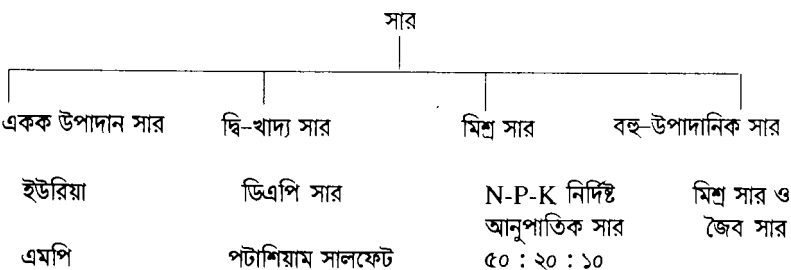 সার
একক উপাদান সার দ্বি-খাদ্য সার মিশ্র সার বহু-উপাদানিক সার
ইউরিয়া ডিএপি সার N-P-K নির্দিষ্ট মিশ্র সার ও
আনুপাতিক সার জৈব সার
এমপি পটাশিয়াম সালফেট ৫০ : ২০ : ১০